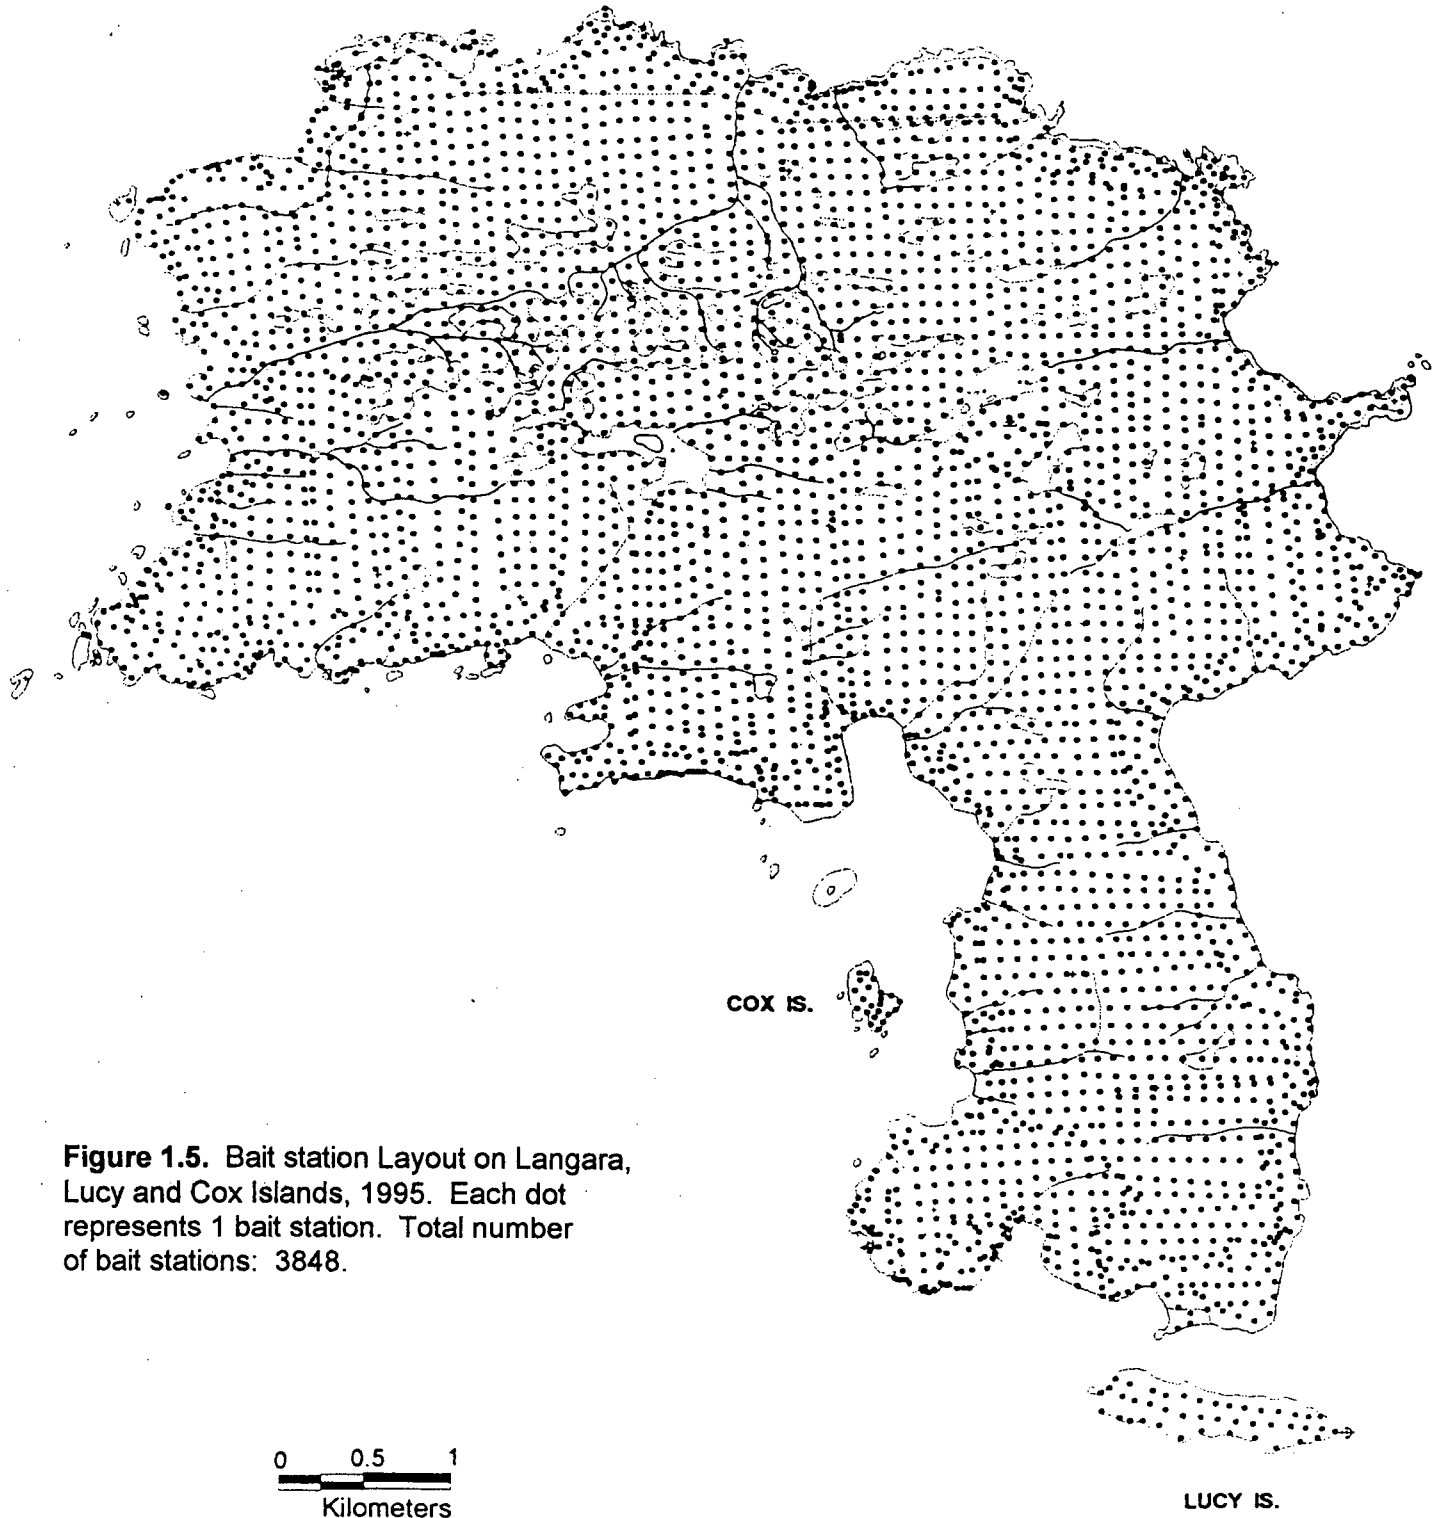 COX IS.
Figure 1.5. Bait station Layout on Langara,
Lucy and Cox Islands, 1995. Each dot
represents 1 bait station. Total number
of bait stations: 3848.
0 0.5 1
Kilometers
LUCY IS.